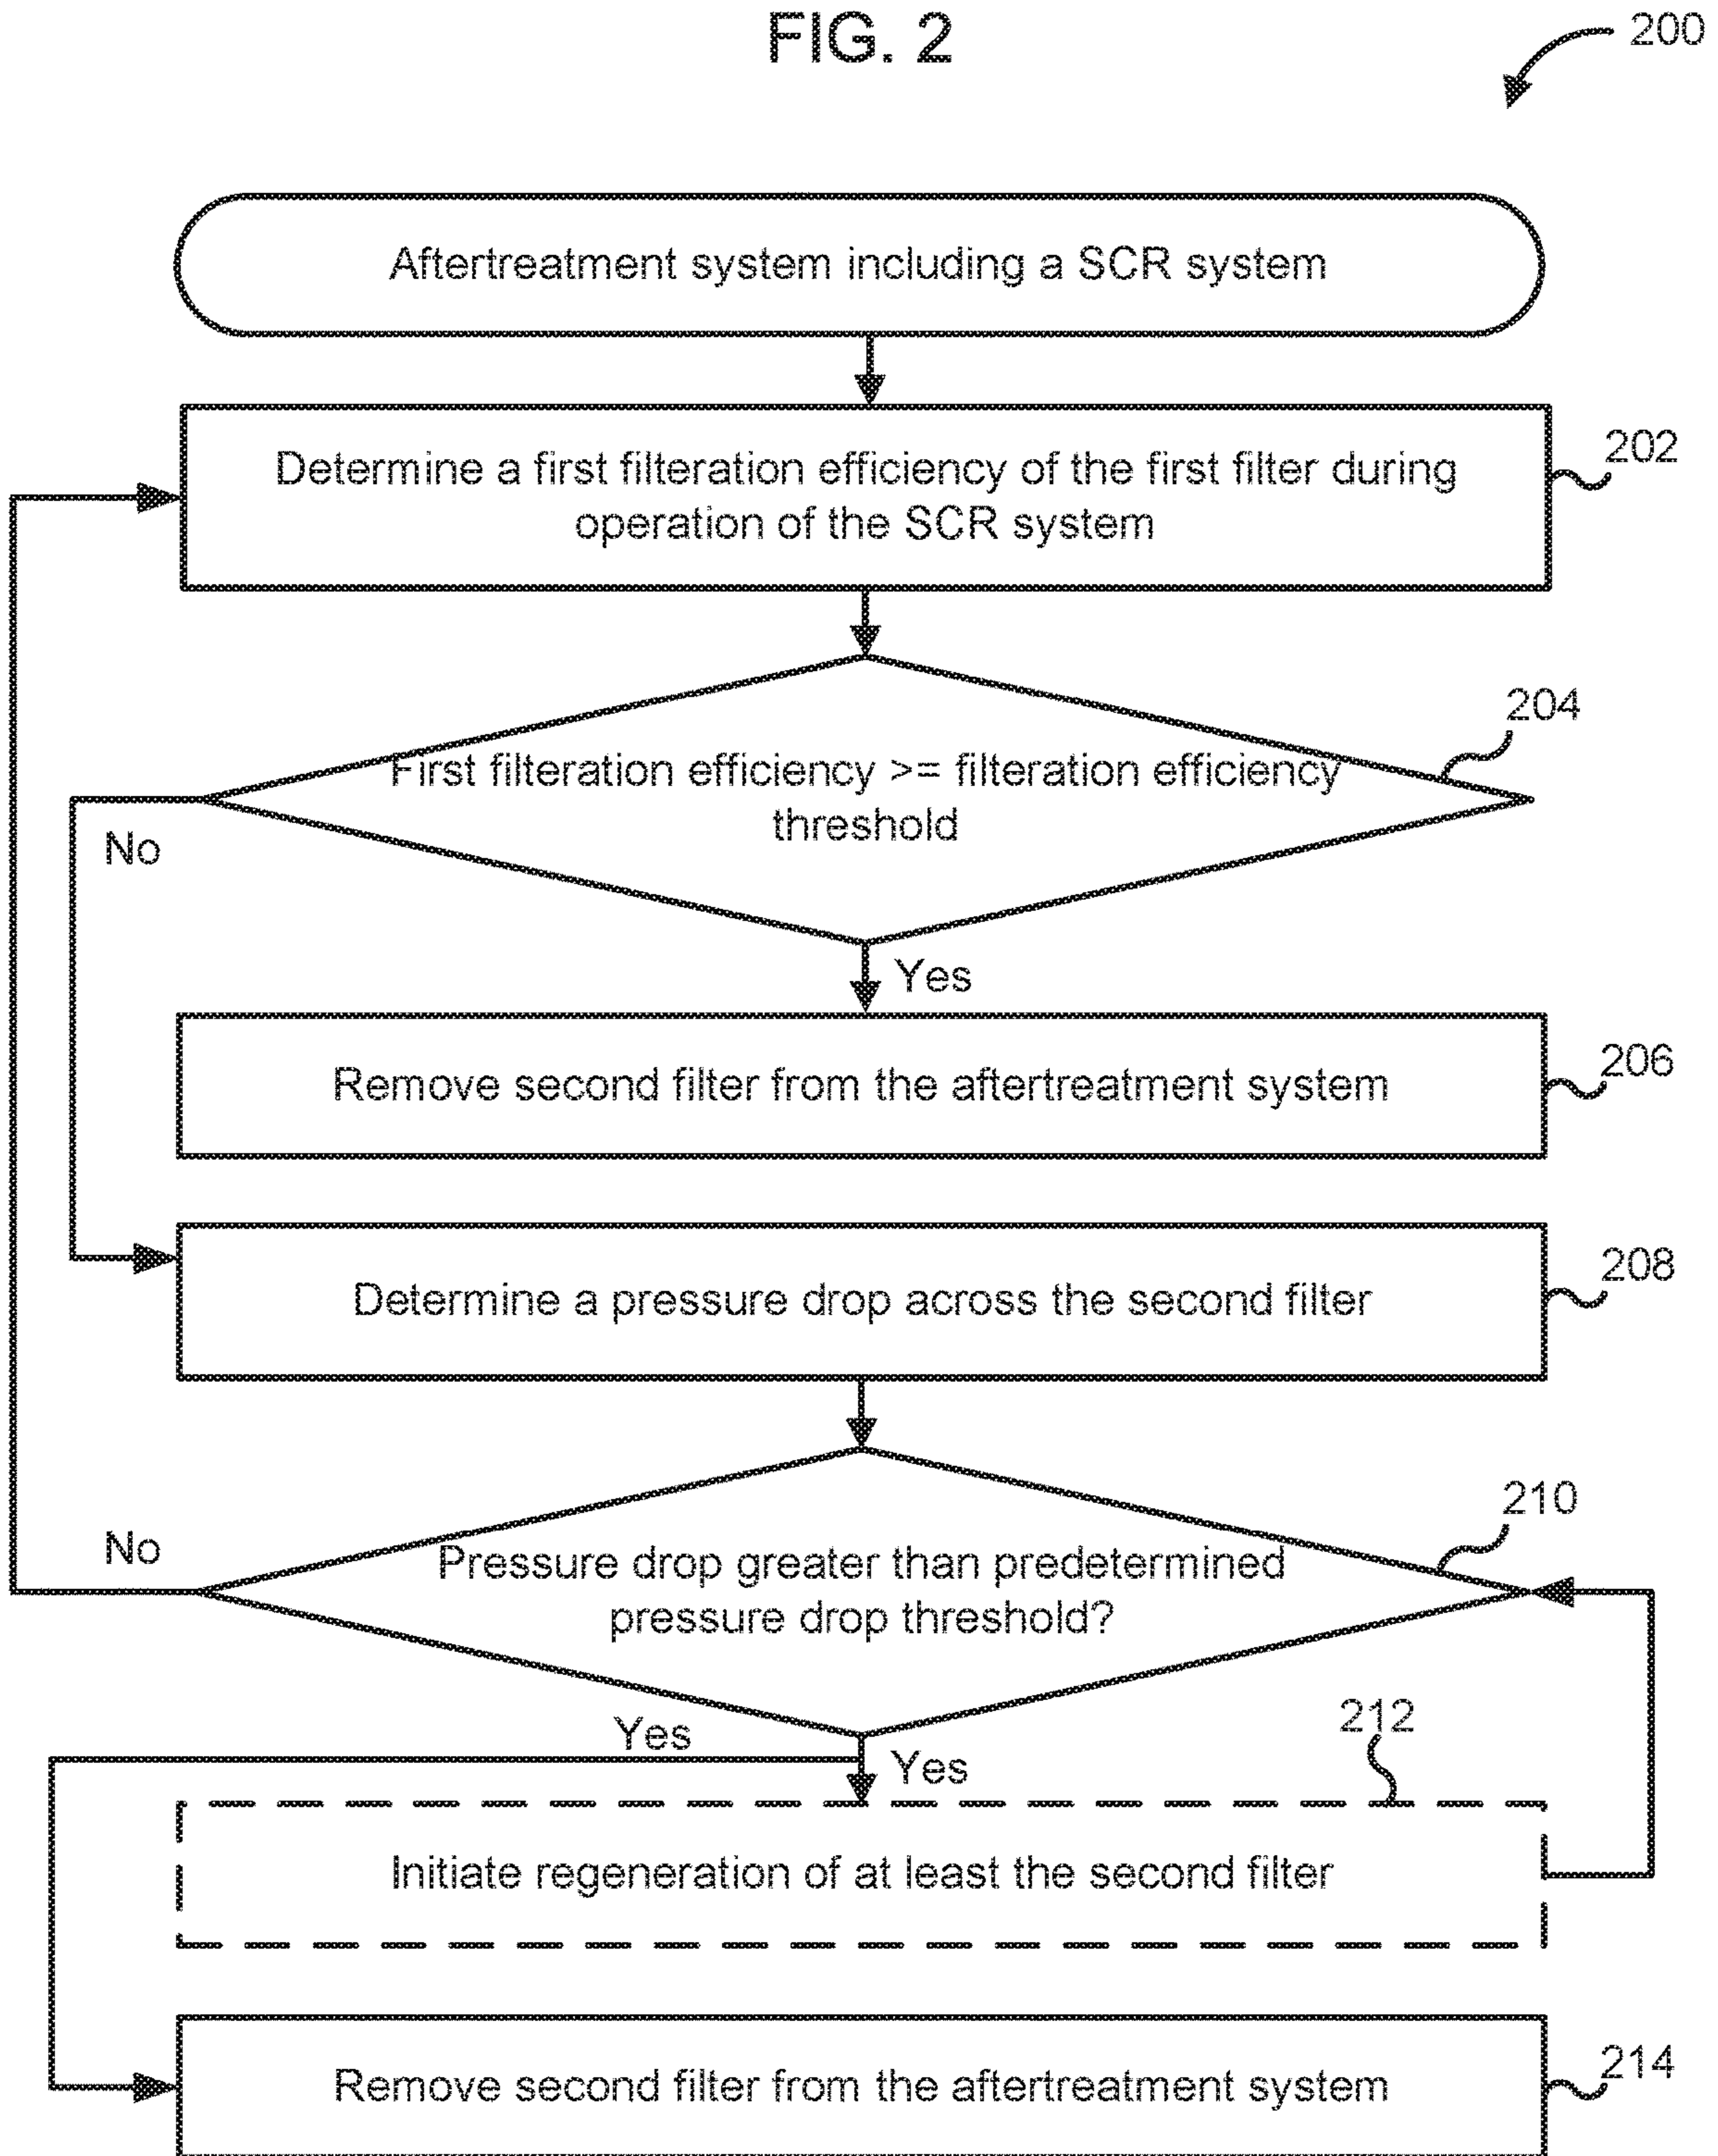 FIG. 2
200
Aftertreatment system including a SCR system
202
Determine a first filteration efficiency of the first filter during
operation of the SCR system
204
First filteration efficiency >= filteration efficiency
threshold
No
Yes
206
Remove second filter from the aftertreatment system
208
Determine a pressure drop across the second filter
210
No
Pressure drop greater than predetermined
pressure drop threshold?
212
Yes
Yes
Initiate regeneration of at least the second filter
214
Remove second filter from the aftertreatment system